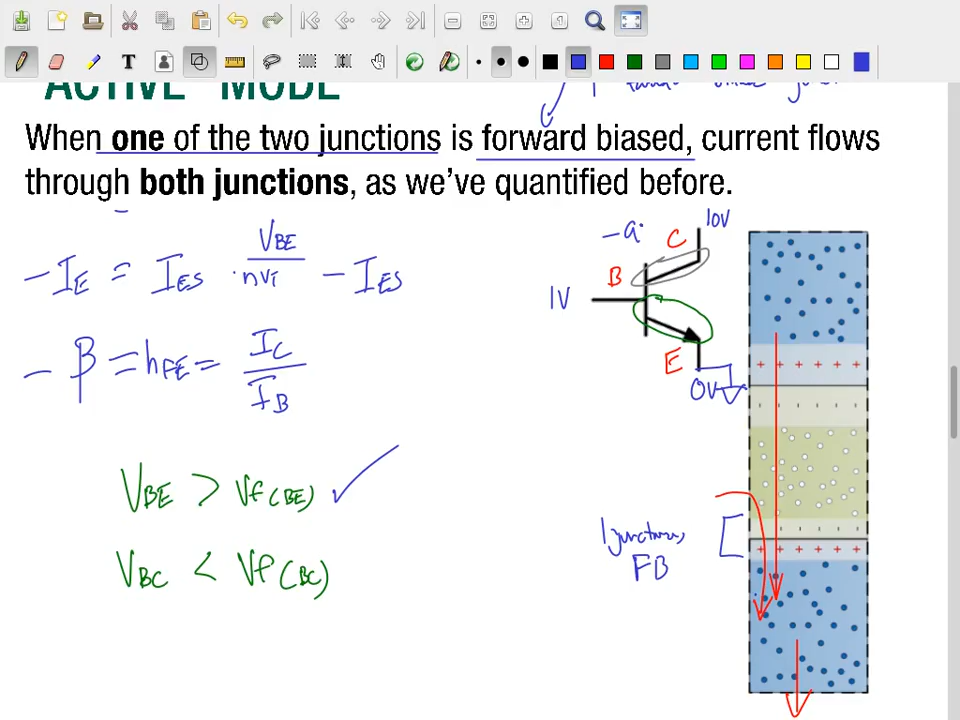 ACTIVE MODE
When one of the two junctions is forward biased, current flows
through both junctions, as we've quantified before.
-a.
C
10V
B
1V
E
0V
- IE = IES VBE / nVT - IES
- β = hFE = IC / IB
VBE > Vf (BE) ✓
VBC < Vf (BC)
1 junction,
FB